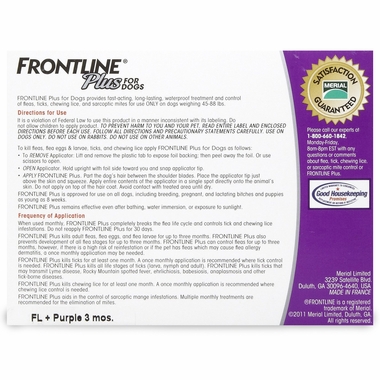 FRONTLINE®
Plus FOR DOGS
FRONTLINE Plus for Dogs provides fast-acting, long-lasting, waterproof treatment and control
of fleas, ticks, chewing lice, and sarcoptic mites for use ONLY on dogs weighing 45-88 lbs.
Directions for Use
It is a violation of Federal Law to use this product in a manner inconsistent with its labeling. Do
not allow children to apply product. TO PREVENT HARM TO YOU AND YOUR PET, READ ENTIRE LABEL AND ENCLOSED
DIRECTIONS BEFORE EACH USE. FOLLOW ALL DIRECTIONS AND PRECAUTIONARY STATEMENTS CAREFULLY. USE ON
DOGS ONLY. DO NOT USE ON RABBITS. DO NOT USE ON OTHER ANIMALS.
To kill fleas, flea eggs & larvae, ticks, and chewing lice apply FRONTLINE Plus for Dogs:
• To REMOVE Applicator: Lift and remove the plastic tab to expose foil backing; then peel away the foil. Or use
scissors to open.
• OPEN Applicator. Hold upright with foil side toward you and snap applicator tip.
• APPLY FRONTLINE Plus. Part the dog's hair between the shoulder blades. Place the applicator tip just
above the skin and squeeze, applying the entire contents of the applicator in a single spot directly onto the animal's
skin. Do not apply on top of the hair coat. Avoid contact with treated area until dry.
FRONTLINE Plus is approved for use on all dogs, including breeding, pregnant, and lactating bitches and puppies
as young as 8 weeks.
FRONTLINE Plus remains effective even after bathing, water immersion, or exposure to sunlight.
Frequency of Application
When used monthly, FRONTLINE Plus completely breaks the flea life cycle and controls tick and chewing lice
infestations. Do not reapply FRONTLINE Plus for 30 days.
FRONTLINE Plus kills adult fleas, flea eggs, and flea larvae for up to three months. FRONTLINE Plus also
prevents development of all flea stages for up to three months. FRONTLINE Plus can control fleas for up to three
months, however, if there is a high risk of reinfestation or if the pet has fleas which may cause flea allergy
dermatitis, a once monthly application may be needed.
FRONTLINE Plus kills ticks for at least one month. A once monthly application is recommended where tick control
is needed. FRONTLINE Plus kills all life stages of ticks (larva, nymph and adult). FRONTLINE Plus kills ticks that
may transmit Lyme disease, Rocky Mountain spotted fever, ehrlichiosis, babesiosis, anaplasmosis and other
tick-borne diseases.
FRONTLINE Plus kills chewing lice for at least one month. A once monthly application is recommended where
chewing lice control is needed.
FRONTLINE Plus aids in the control of sarcoptic mange infestations. Multiple monthly treatments are
recommended for the elimination of mites.
FL + Purple 3 mos.
SATISFACTION
MERIAL
GUARANTEED
Please call our experts at
1-800-660-1842,
Monday-Friday,
8am-8pm EST with any
questions or comments
about flea, tick, chewing
lice, or sarcoptic mange
control.
Good Housekeeping
Promises
Merial Limited
3239 Satellite Blvd
Duluth, GA 30096-4640, USA
MADE IN FRANCE
®FRONTLINE is a registered
trademark of Merial.
©2011 Merial Limited, Duluth, GA.
All rights reserved.